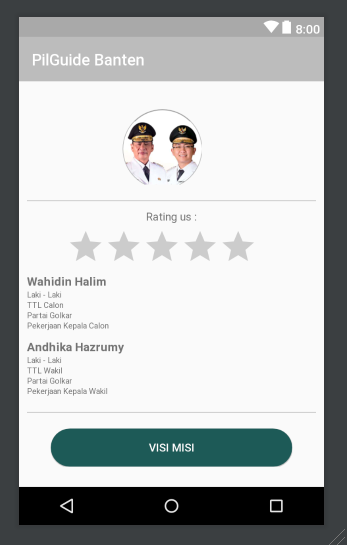 8:00
PilGuide Banten
Rating us :
Wahidin Halim
Laki - Laki
TTL Calon
Partai Golkar
Pekerjaan Kepala Calon
Andhika Hazrumy
Laki - Laki
TTL Wakil
Partai Golkar
Pekerjaan Kepala Wakil
VISI MISI